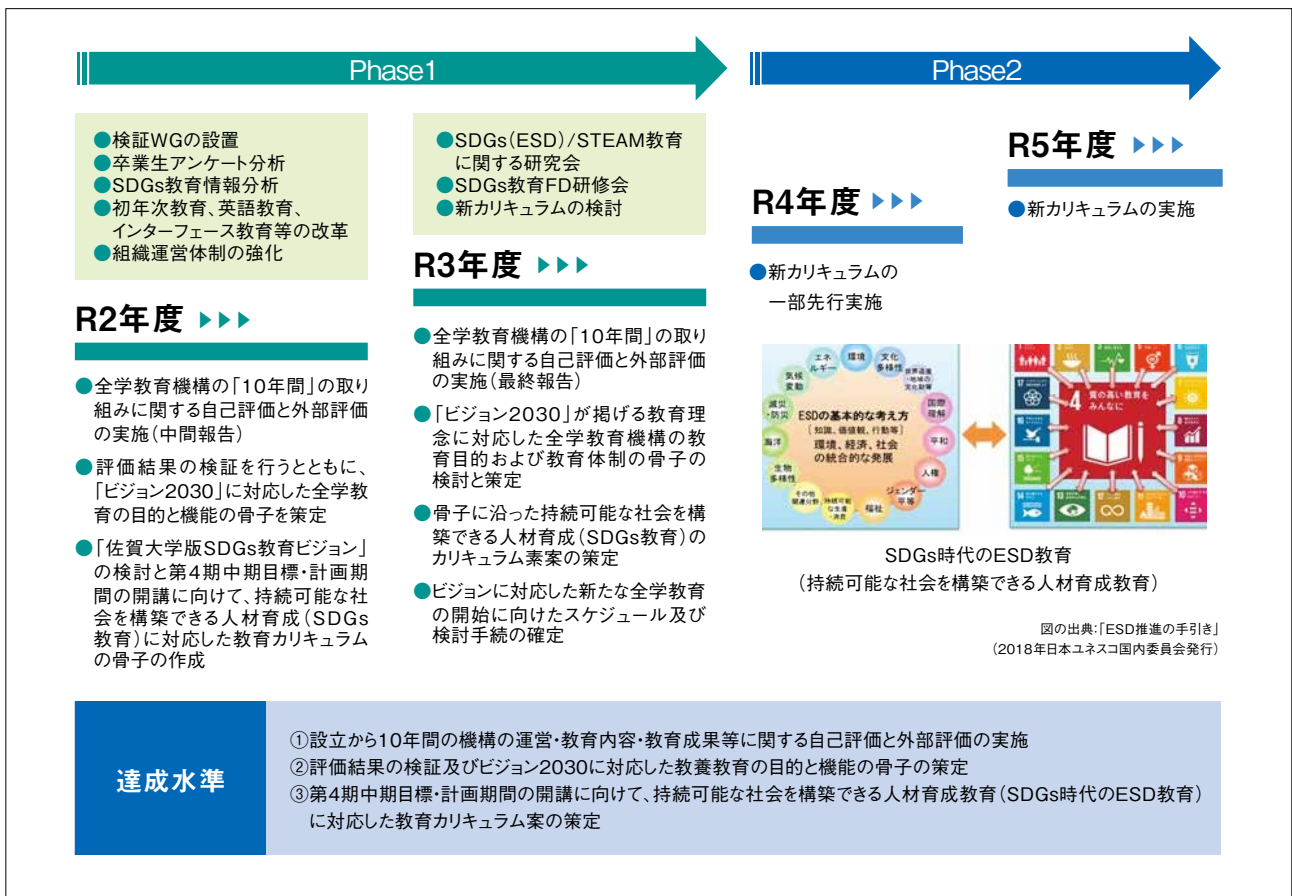 Phase1
Phase2
●検証WGの設置
●卒業生アンケート分析
●SDGs教育情報分析
●初年次教育、英語教育、
インターフェース教育等の改革
●組織運営体制の強化
R2年度
●全学教育機構の「10年間」の取り
組みに関する自己評価と外部評価
の実施(中間報告)
●評価結果の検証を行うとともに、
「ビジョン2030」に対応した全学教
育の目的と機能の骨子を策定
●「佐賀大学版SDGs教育ビジョン」
の検討と第4期中期目標・計画期
間の開講に向けて、持続可能な社
会を構築できる人材育成(SDGs
教育)に対応した教育カリキュラム
の骨子の作成
●SDGs(ESD)/STEAM教育
に関する研究会
●SDGs教育FD研修会
●新カリキュラムの検討
R3年度
●全学教育機構の「10年間」の取り
組みに関する自己評価と外部評価
の実施(最終報告)
●「ビジョン2030」が掲げる教育理
念に対応した全学教育機構の教
育目的および教育体制の骨子の
検討と策定
●骨子に沿った持続可能な社会を構
築できる人材育成(SDGs教育)の
カリキュラム素案の策定
●ビジョンに対応した新たな全学教育
の開始に向けたスケジュール及び
検討手続の確定
R4年度
●新カリキュラムの
一部先行実施
R5年度
●新カリキュラムの実施
エネ
ルギー
環境
文化
多様性
気候
変動
減災
・防災
国際
理解
海洋
平和
生物
多様性
人権
ジェンダー
平等
福祉
ESDの基本的な考え方
[知識、価値観、行動等]
環境、経済、社会
の統合的な発展
4 質の高い教育を
みんなに
SDGs時代のESD教育
(持続可能な社会を構築できる人材育成教育)
図の出典:「ESD推進の手引き」
(2018年日本ユネスコ国内委員会発行)
達成水準
①設立から10年間の機構の運営・教育内容・教育成果等に関する自己評価と外部評価の実施
②評価結果の検証及びビジョン2030に対応した教養教育の目的と機能の骨子の策定
③第4期中期目標・計画期間の開講に向けて、持続可能な社会を構築できる人材育成教育(SDGs時代のESD教育)
に対応した教育カリキュラム案の策定